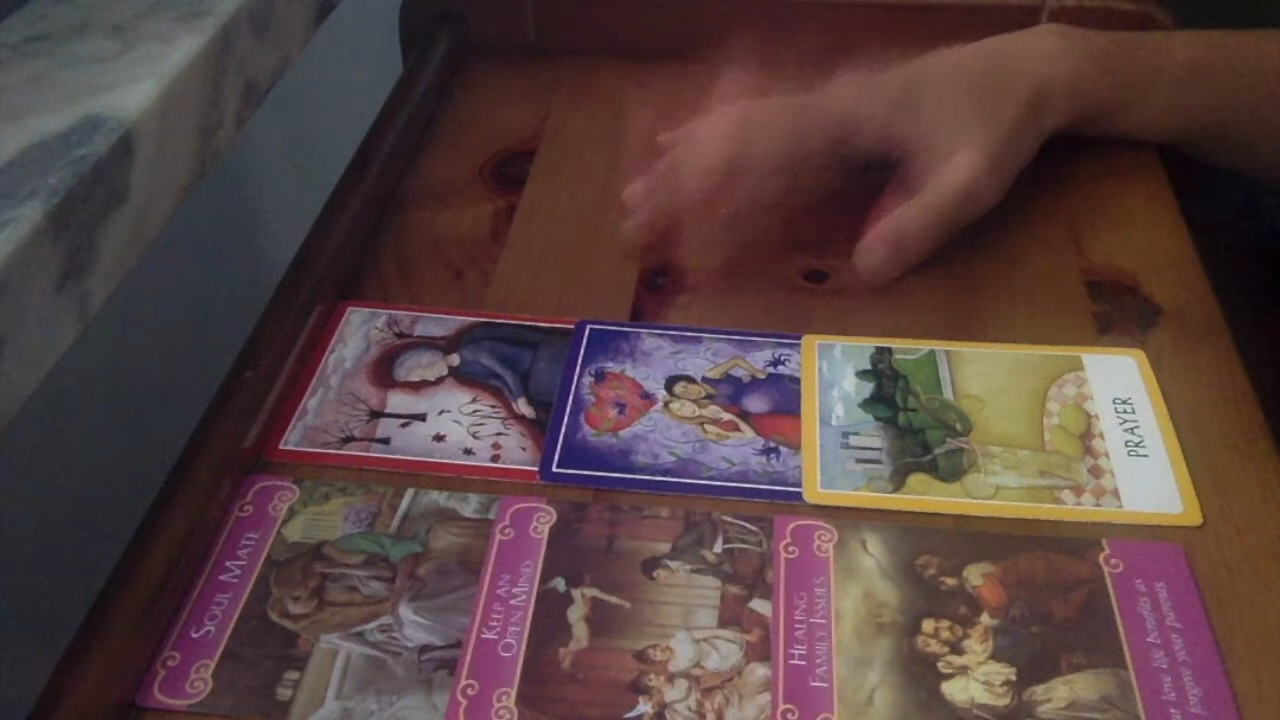 PRAYER
SOUL MATE
KEEP AN
OPEN MIND
HEALING
FAMILY ISSUES
love life benefits as
forgive your parents